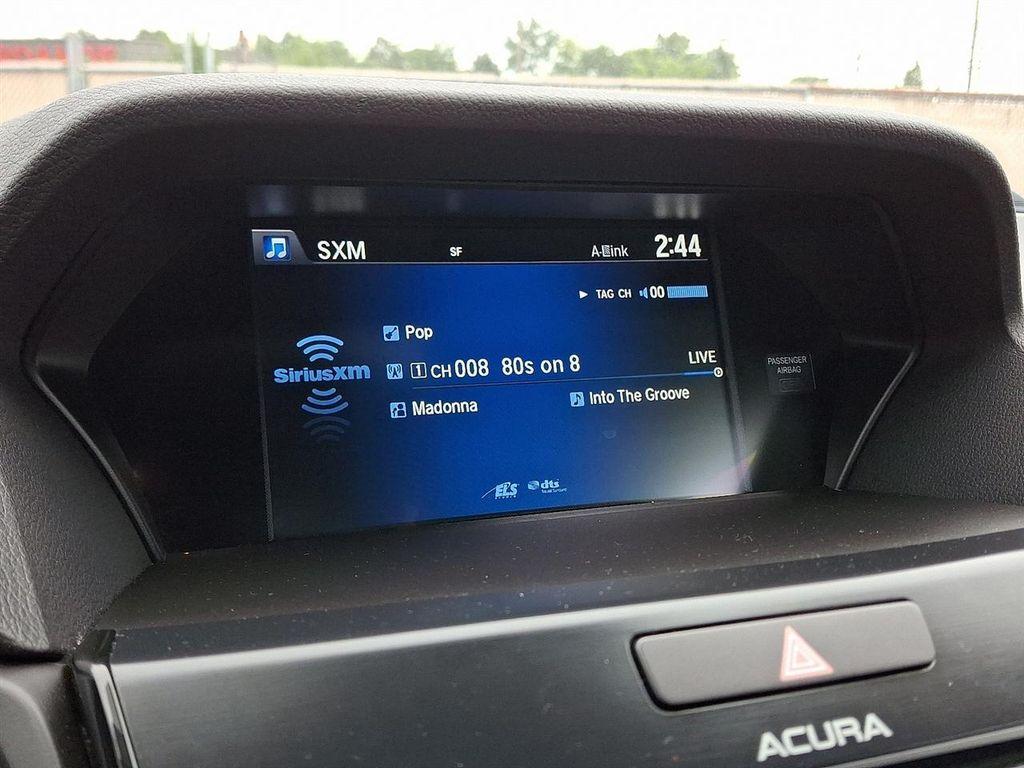 SXM SF A-Link 2:44
TAG CH 00
Pop
SiriusXM
1 CH 008 80s on 8 LIVE
Madonna Into The Groove
PASSENGER
AIRBAG
ELS dts
ACURA